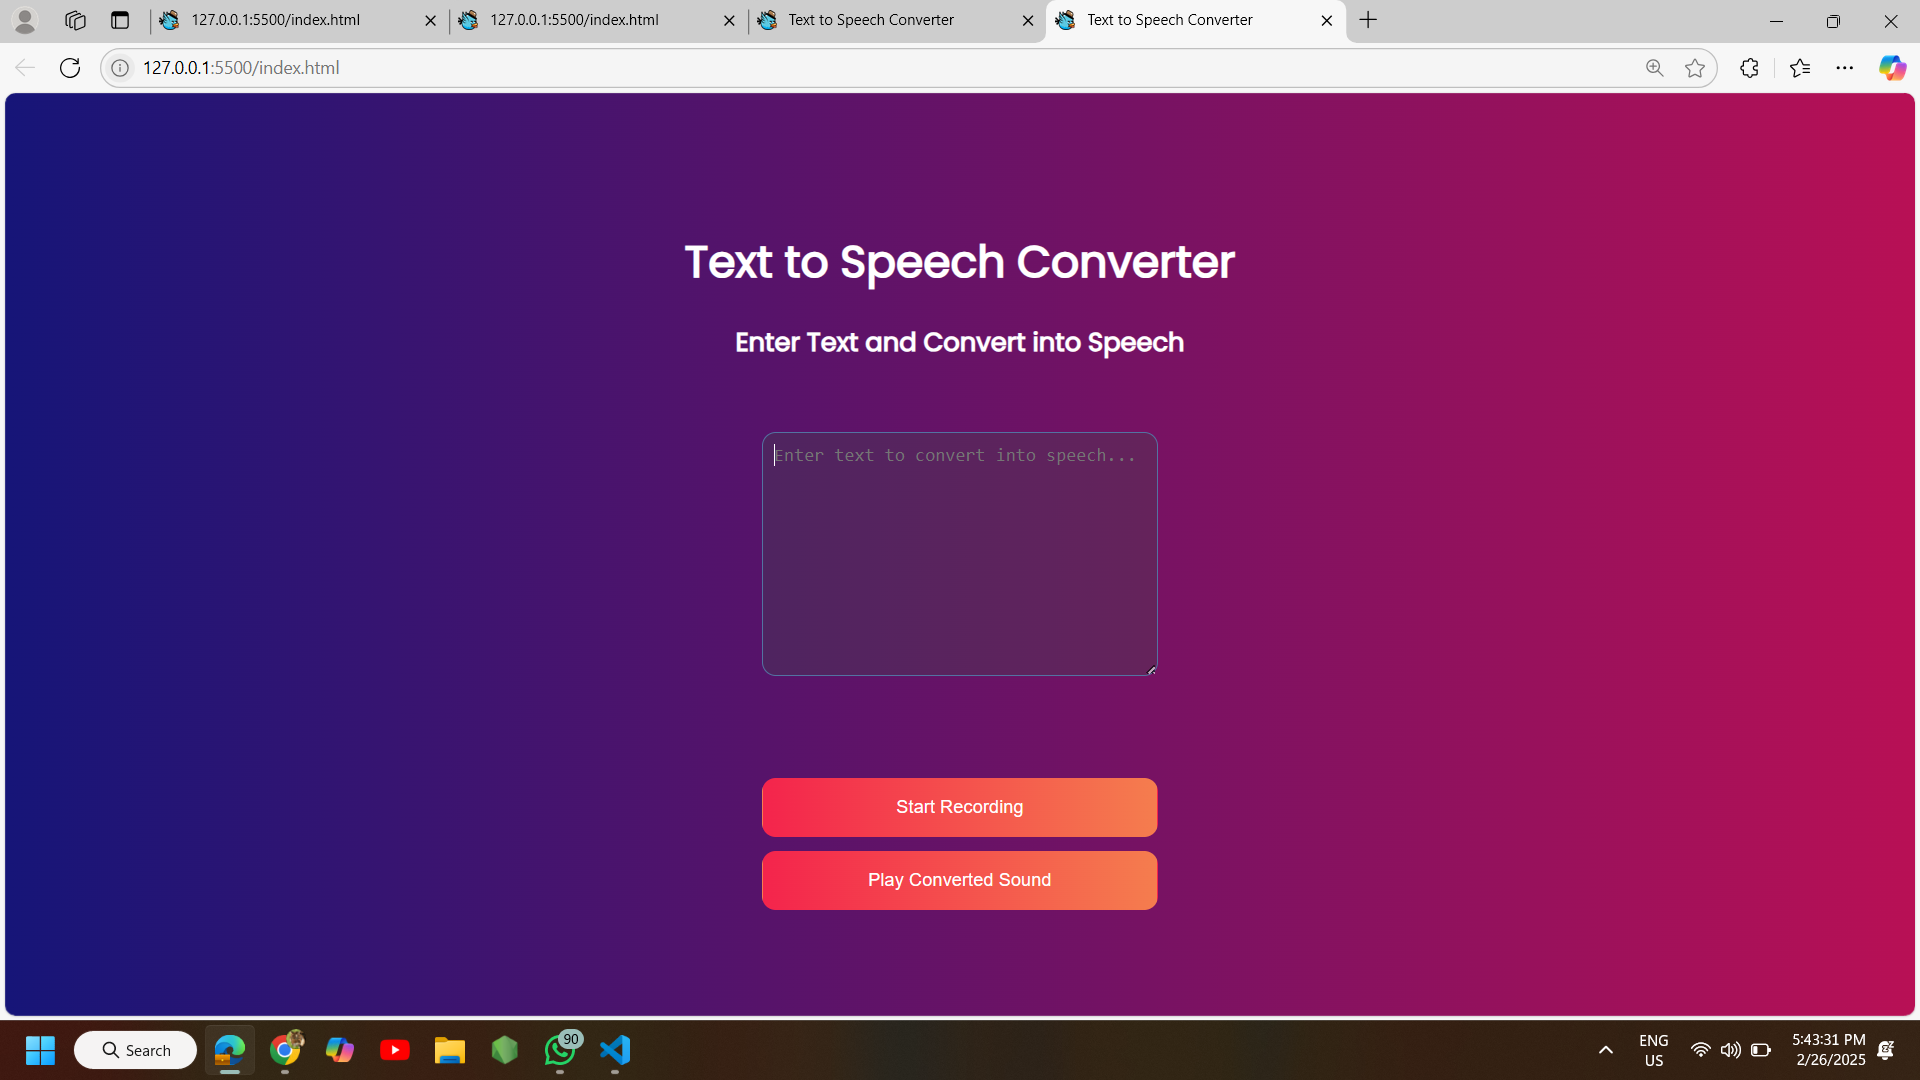 127.0.0.1:5500/index.html
127.0.0.1:5500/index.html
Text to Speech Converter
Text to Speech Converter
127.0.0.1:5500/index.html
Text to Speech Converter
Enter Text and Convert into Speech
Enter text to convert into speech...
Start Recording
Play Converted Sound
Search
90
ENG
US
5:43:31 PM
2/26/2025